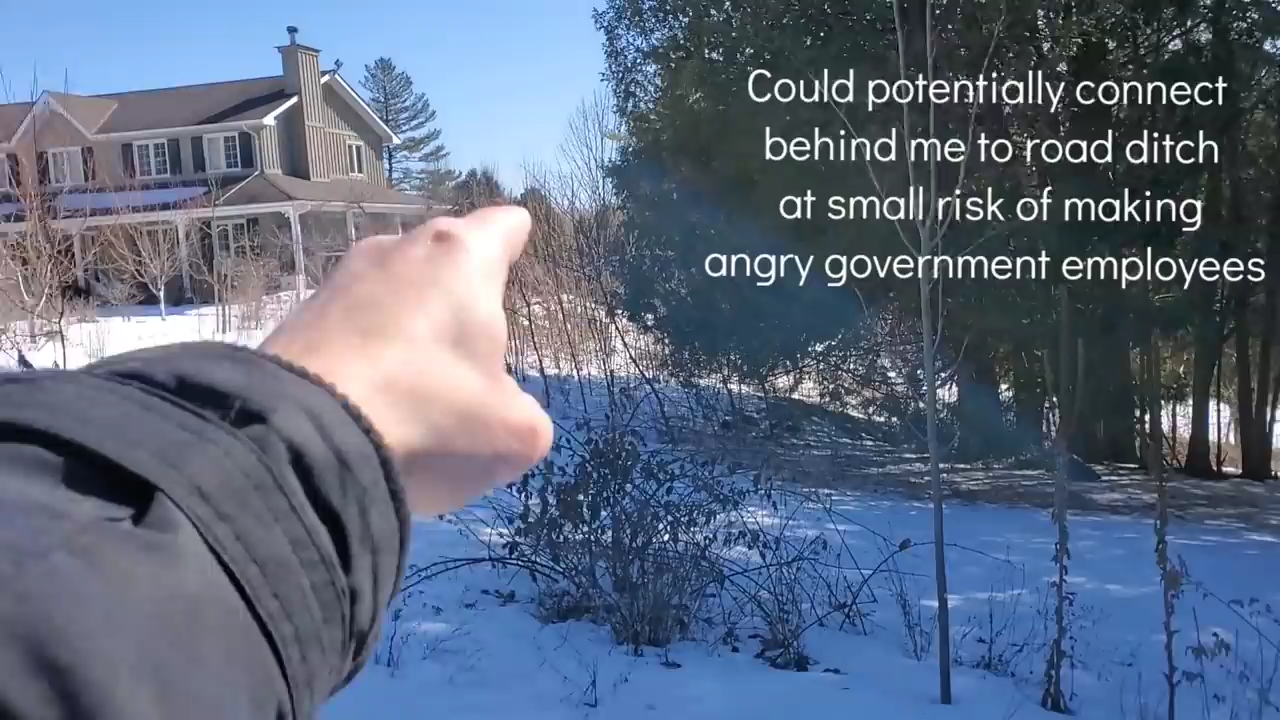 Could potentially connect
behind me to road ditch
at small risk of making
angry government employees